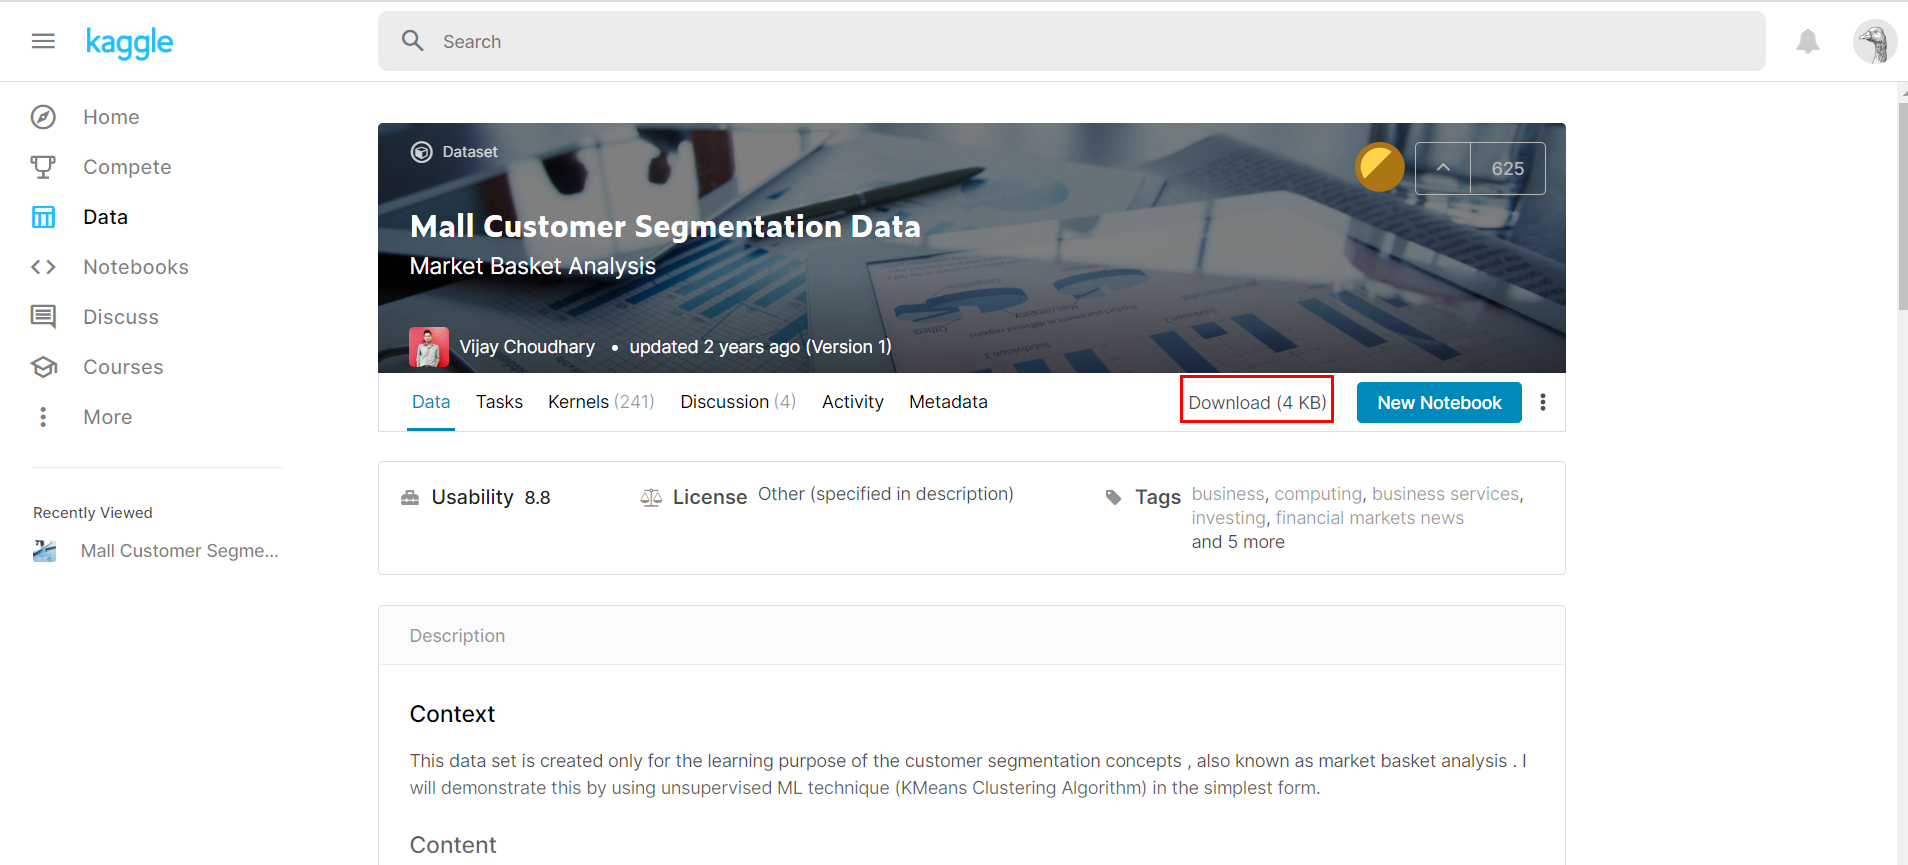 kaggle
Search
Home
Compete
Data
Notebooks
Discuss
Courses
More
Recently Viewed
Mall Customer Segme...
Dataset
625
Mall Customer Segmentation Data
Market Basket Analysis
Vijay Choudhary • updated 2 years ago (Version 1)
Data Tasks Kernels (241) Discussion (4) Activity Metadata Download (4 KB) New Notebook
Usability 8.8 License Other (specified in description) Tags business, computing, business services,
investing, financial markets news
and 5 more
Description
Context
This data set is created only for the learning purpose of the customer segmentation concepts , also known as market basket analysis . I
will demonstrate this by using unsupervised ML technique (KMeans Clustering Algorithm) in the simplest form.
Content